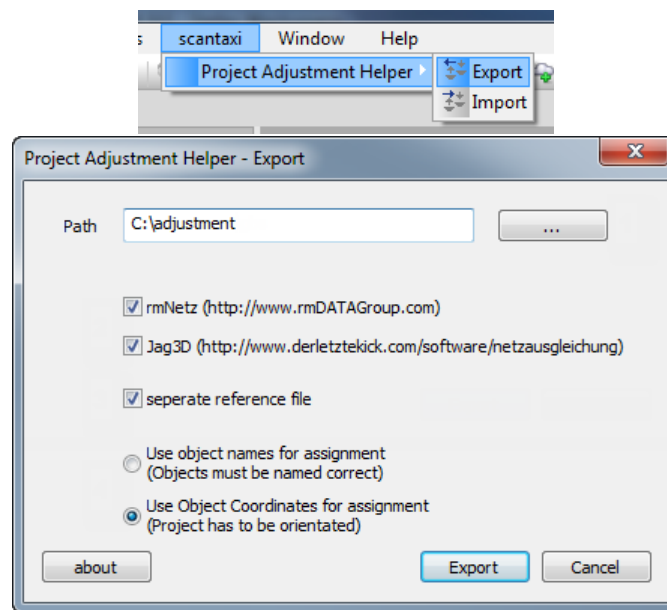 s scantaxi Window Help
Project Adjustment Helper Export
Import
Project Adjustment Helper - Export
Path C:\adjustment ...
rmNetz (http://www.rmDATAGroup.com)
Jag3D (http://www.derletztekick.com/software/netzausgleichung)
seperate reference file
Use object names for assignment
(Objects must be named correct)
Use Object Coordinates for assignment
(Project has to be orientated)
about Export Cancel